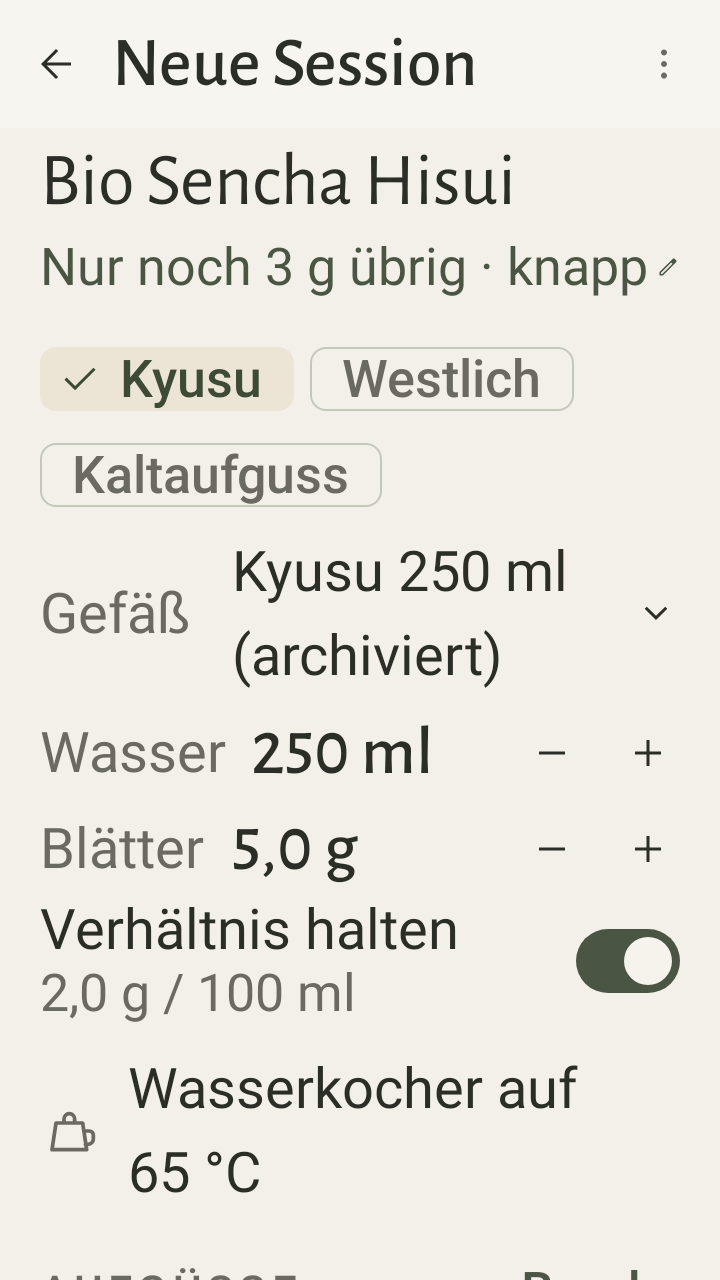 Neue Session
Bio Sencha Hisui
Nur noch 3 g übrig · knapp
Kyusu
Westlich
Kaltaufguss
Gefäß
Kyusu 250 ml
(archiviert)
Wasser 250 ml
Blätter 5,0 g
Verhältnis halten
2,0 g / 100 ml
Wasserkocher auf
65 °C